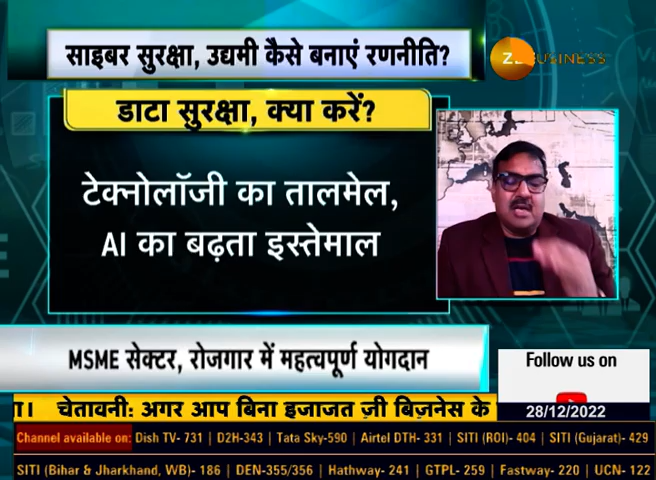 साइबर सुरक्षा, उद्यमी कैसे बनाएं रणनीति?
ZEE BUSINESS
डाटा सुरक्षा, क्या करें?
टेक्नोलॉजी का तालमेल,
AI का बढ़ता इस्तेमाल
MSME सेक्टर, रोजगार में महत्वपूर्ण योगदान
Follow us on
चेतावनी: अगर आप बिना इजाजत ज़ी बिज़नेस के
28/12/2022
Channel available on: Dish TV- 731 | D2H-343 | Tata Sky-590 | Airtel DTH- 331 | SITI (ROI)- 404 | SITI (Gujarat)- 429
SITI (Bihar & Jharkhand, WB)- 186 | DEN-355/356 | Hathway- 241 | GTPL- 259 | Fastway- 220 | UCN- 122